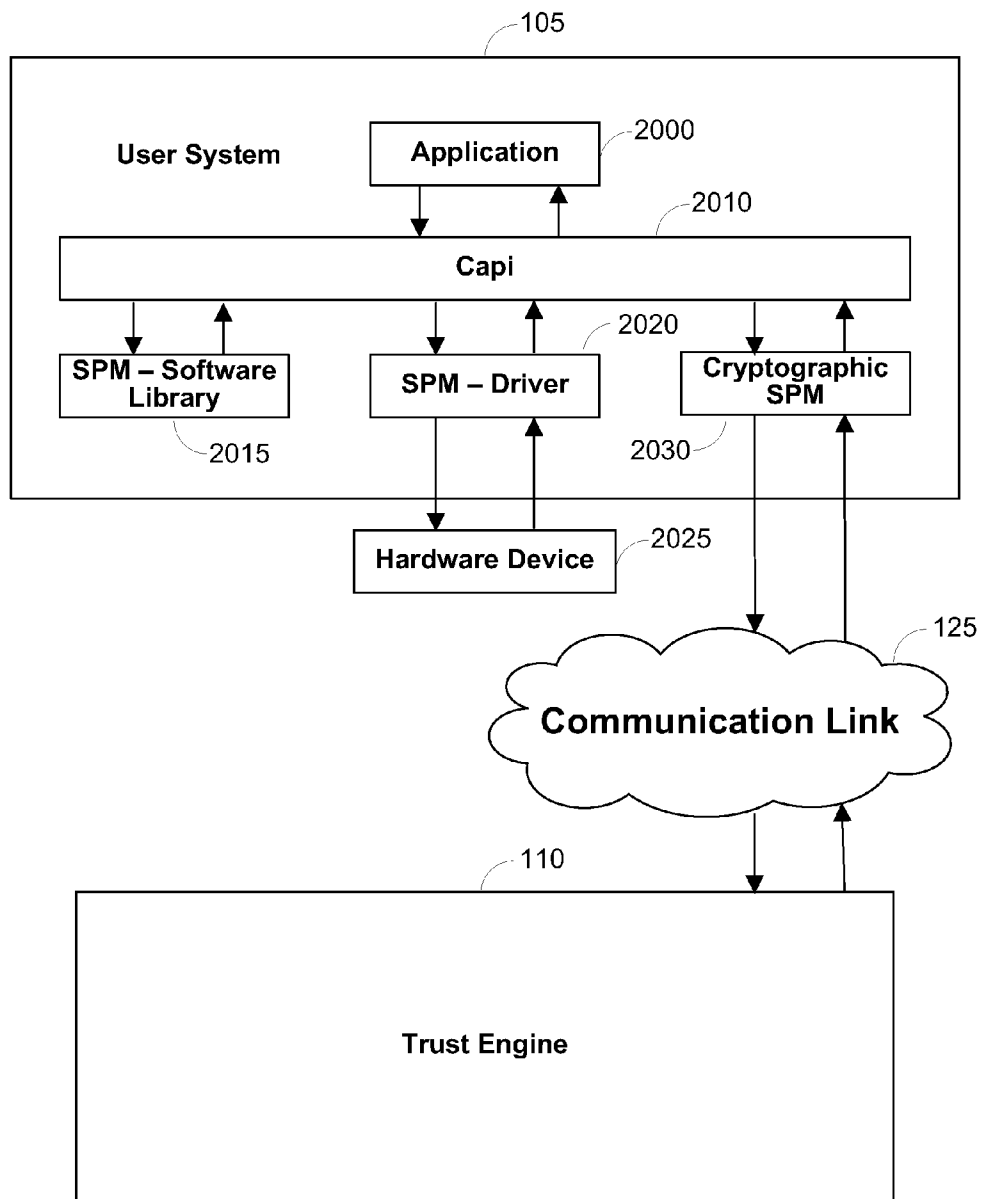 105
User System
Application
2000
2010
Capi
2020
SPM – Software
Library
SPM – Driver
Cryptographic
SPM
2015
2030
Hardware Device
2025
125
Communication Link
110
Trust Engine